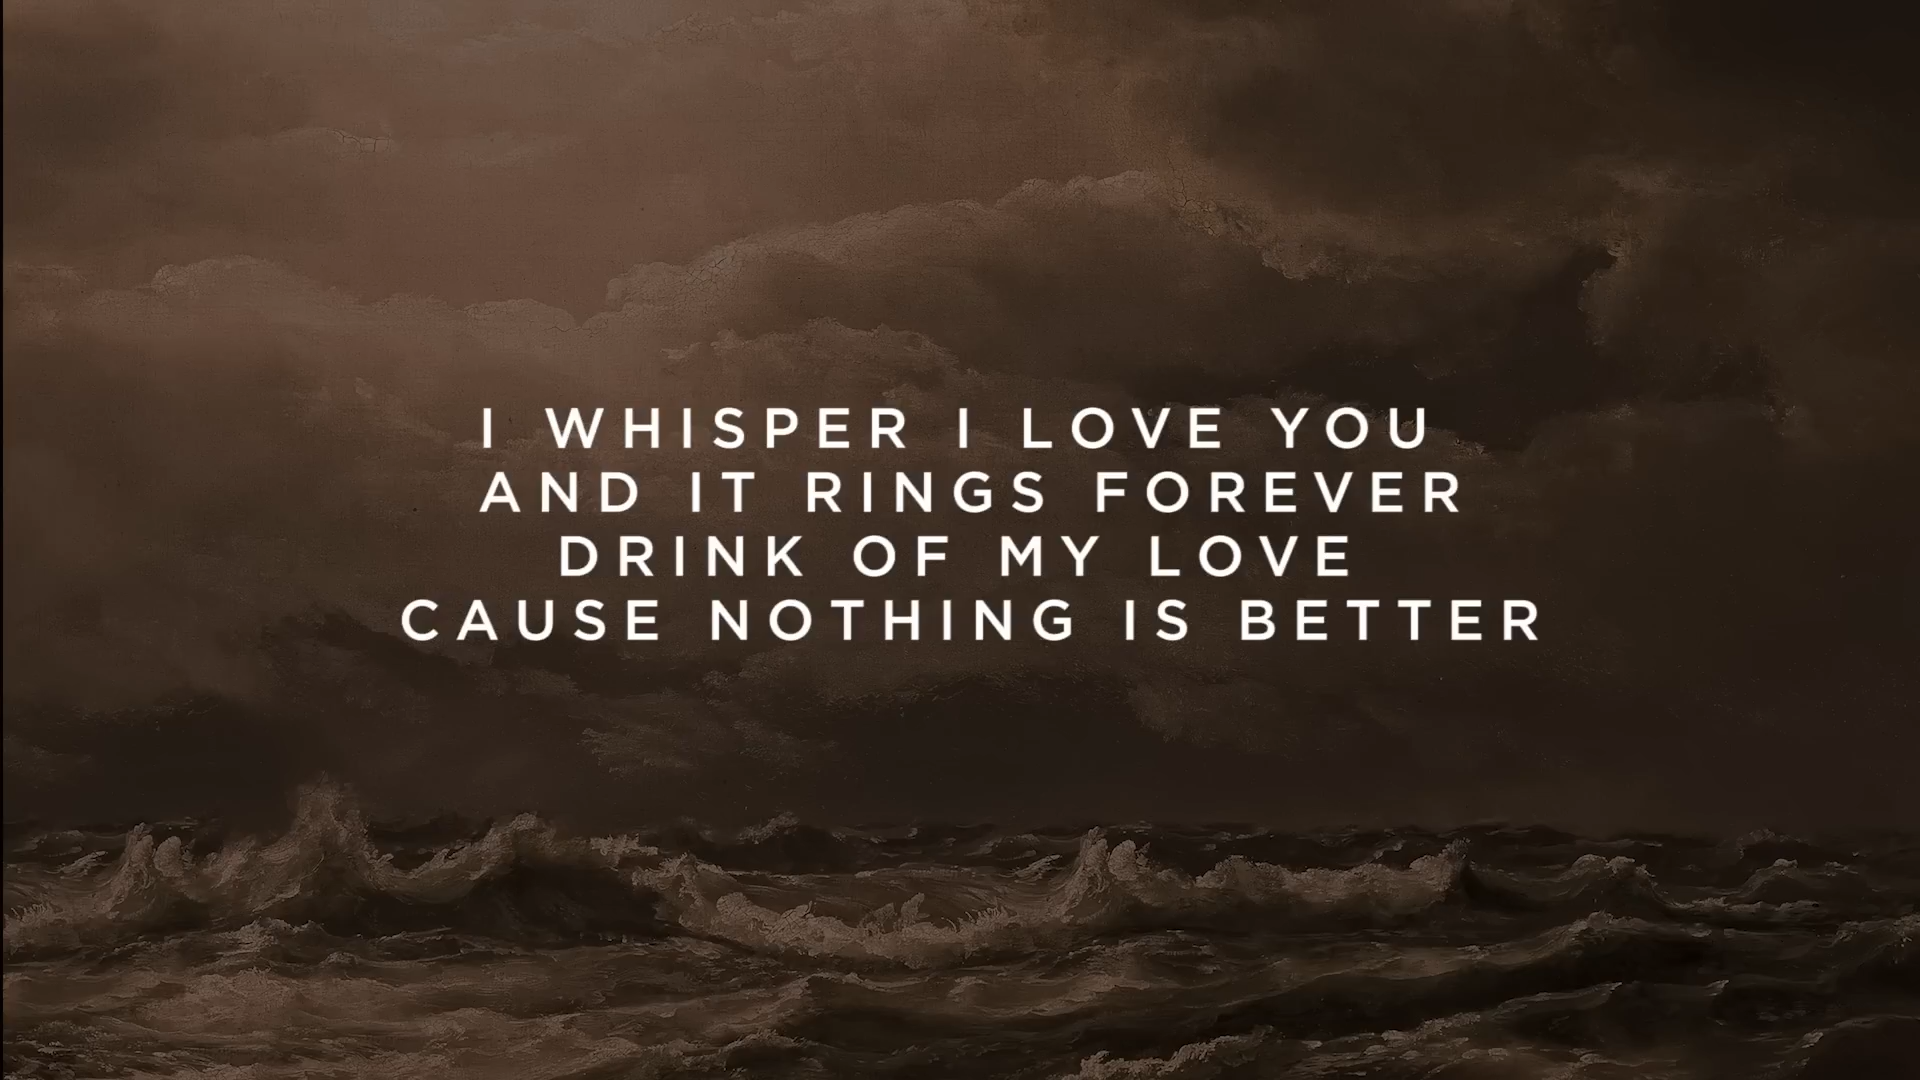 I WHISPER I LOVE YOU
AND IT RINGS FOREVER
DRINK OF MY LOVE
CAUSE NOTHING IS BETTER